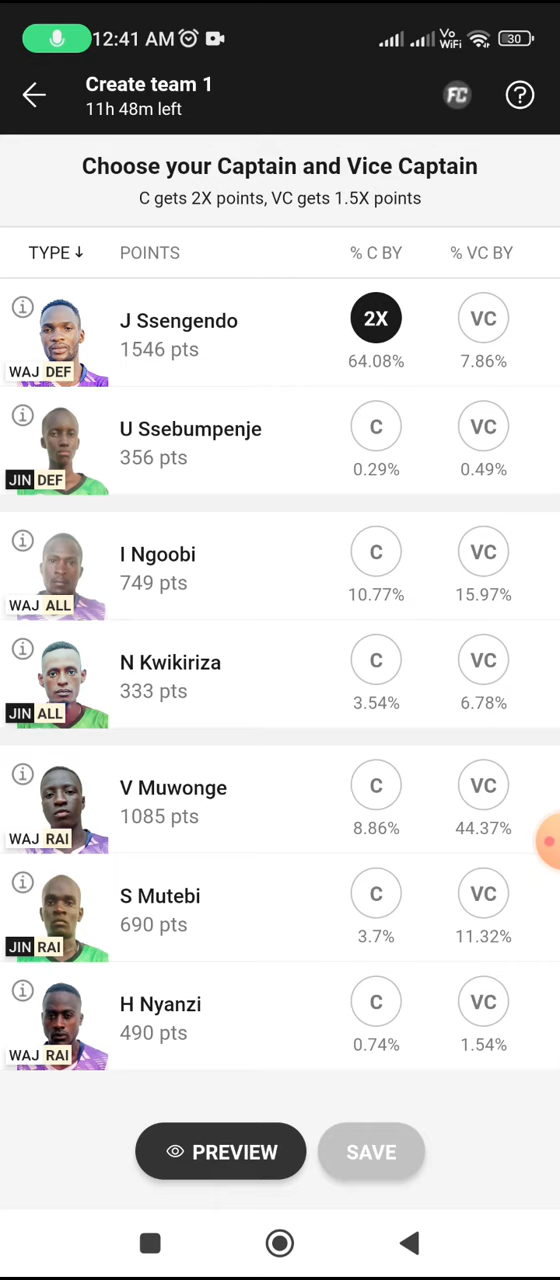 12:41 AM Vo WiFi 30
Create team 1
11h 48m left
FC ?
Choose your Captain and Vice Captain
C gets 2X points, VC gets 1.5X points
TYPE ↓ POINTS % C BY % VC BY
J Ssengendo
1546 pts
2X VC
64.08% 7.86%
WAJ DEF
U Ssebumpenje
356 pts
C VC
0.29% 0.49%
JIN DEF
I Ngoobi
749 pts
C VC
10.77% 15.97%
WAJ ALL
N Kwikiriza
333 pts
C VC
3.54% 6.78%
JIN ALL
V Muwonge
1085 pts
C VC
8.86% 44.37%
WAJ RAI
S Mutebi
690 pts
C VC
3.7% 11.32%
JIN RAI
H Nyanzi
490 pts
C VC
0.74% 1.54%
WAJ RAI
PREVIEW SAVE